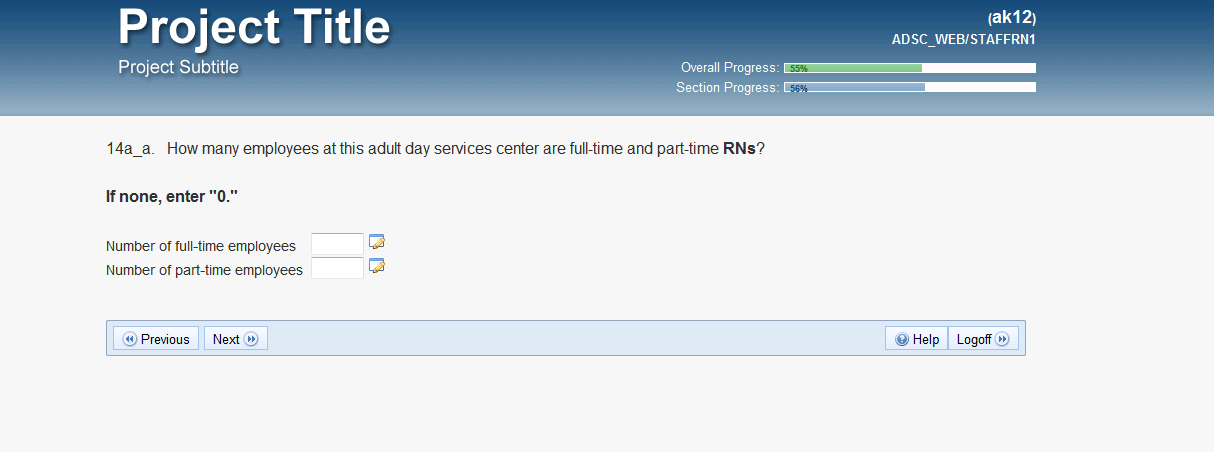 Project Title
Project Subtitle
(ak12)
ADSC_WEB/STAFFRN1
Overall Progress: 55%
Section Progress: 56%
14a_a. How many employees at this adult day services center are full-time and part-time RNs?
If none, enter "0."
Number of full-time employees
Number of part-time employees
Previous Next Help Logoff